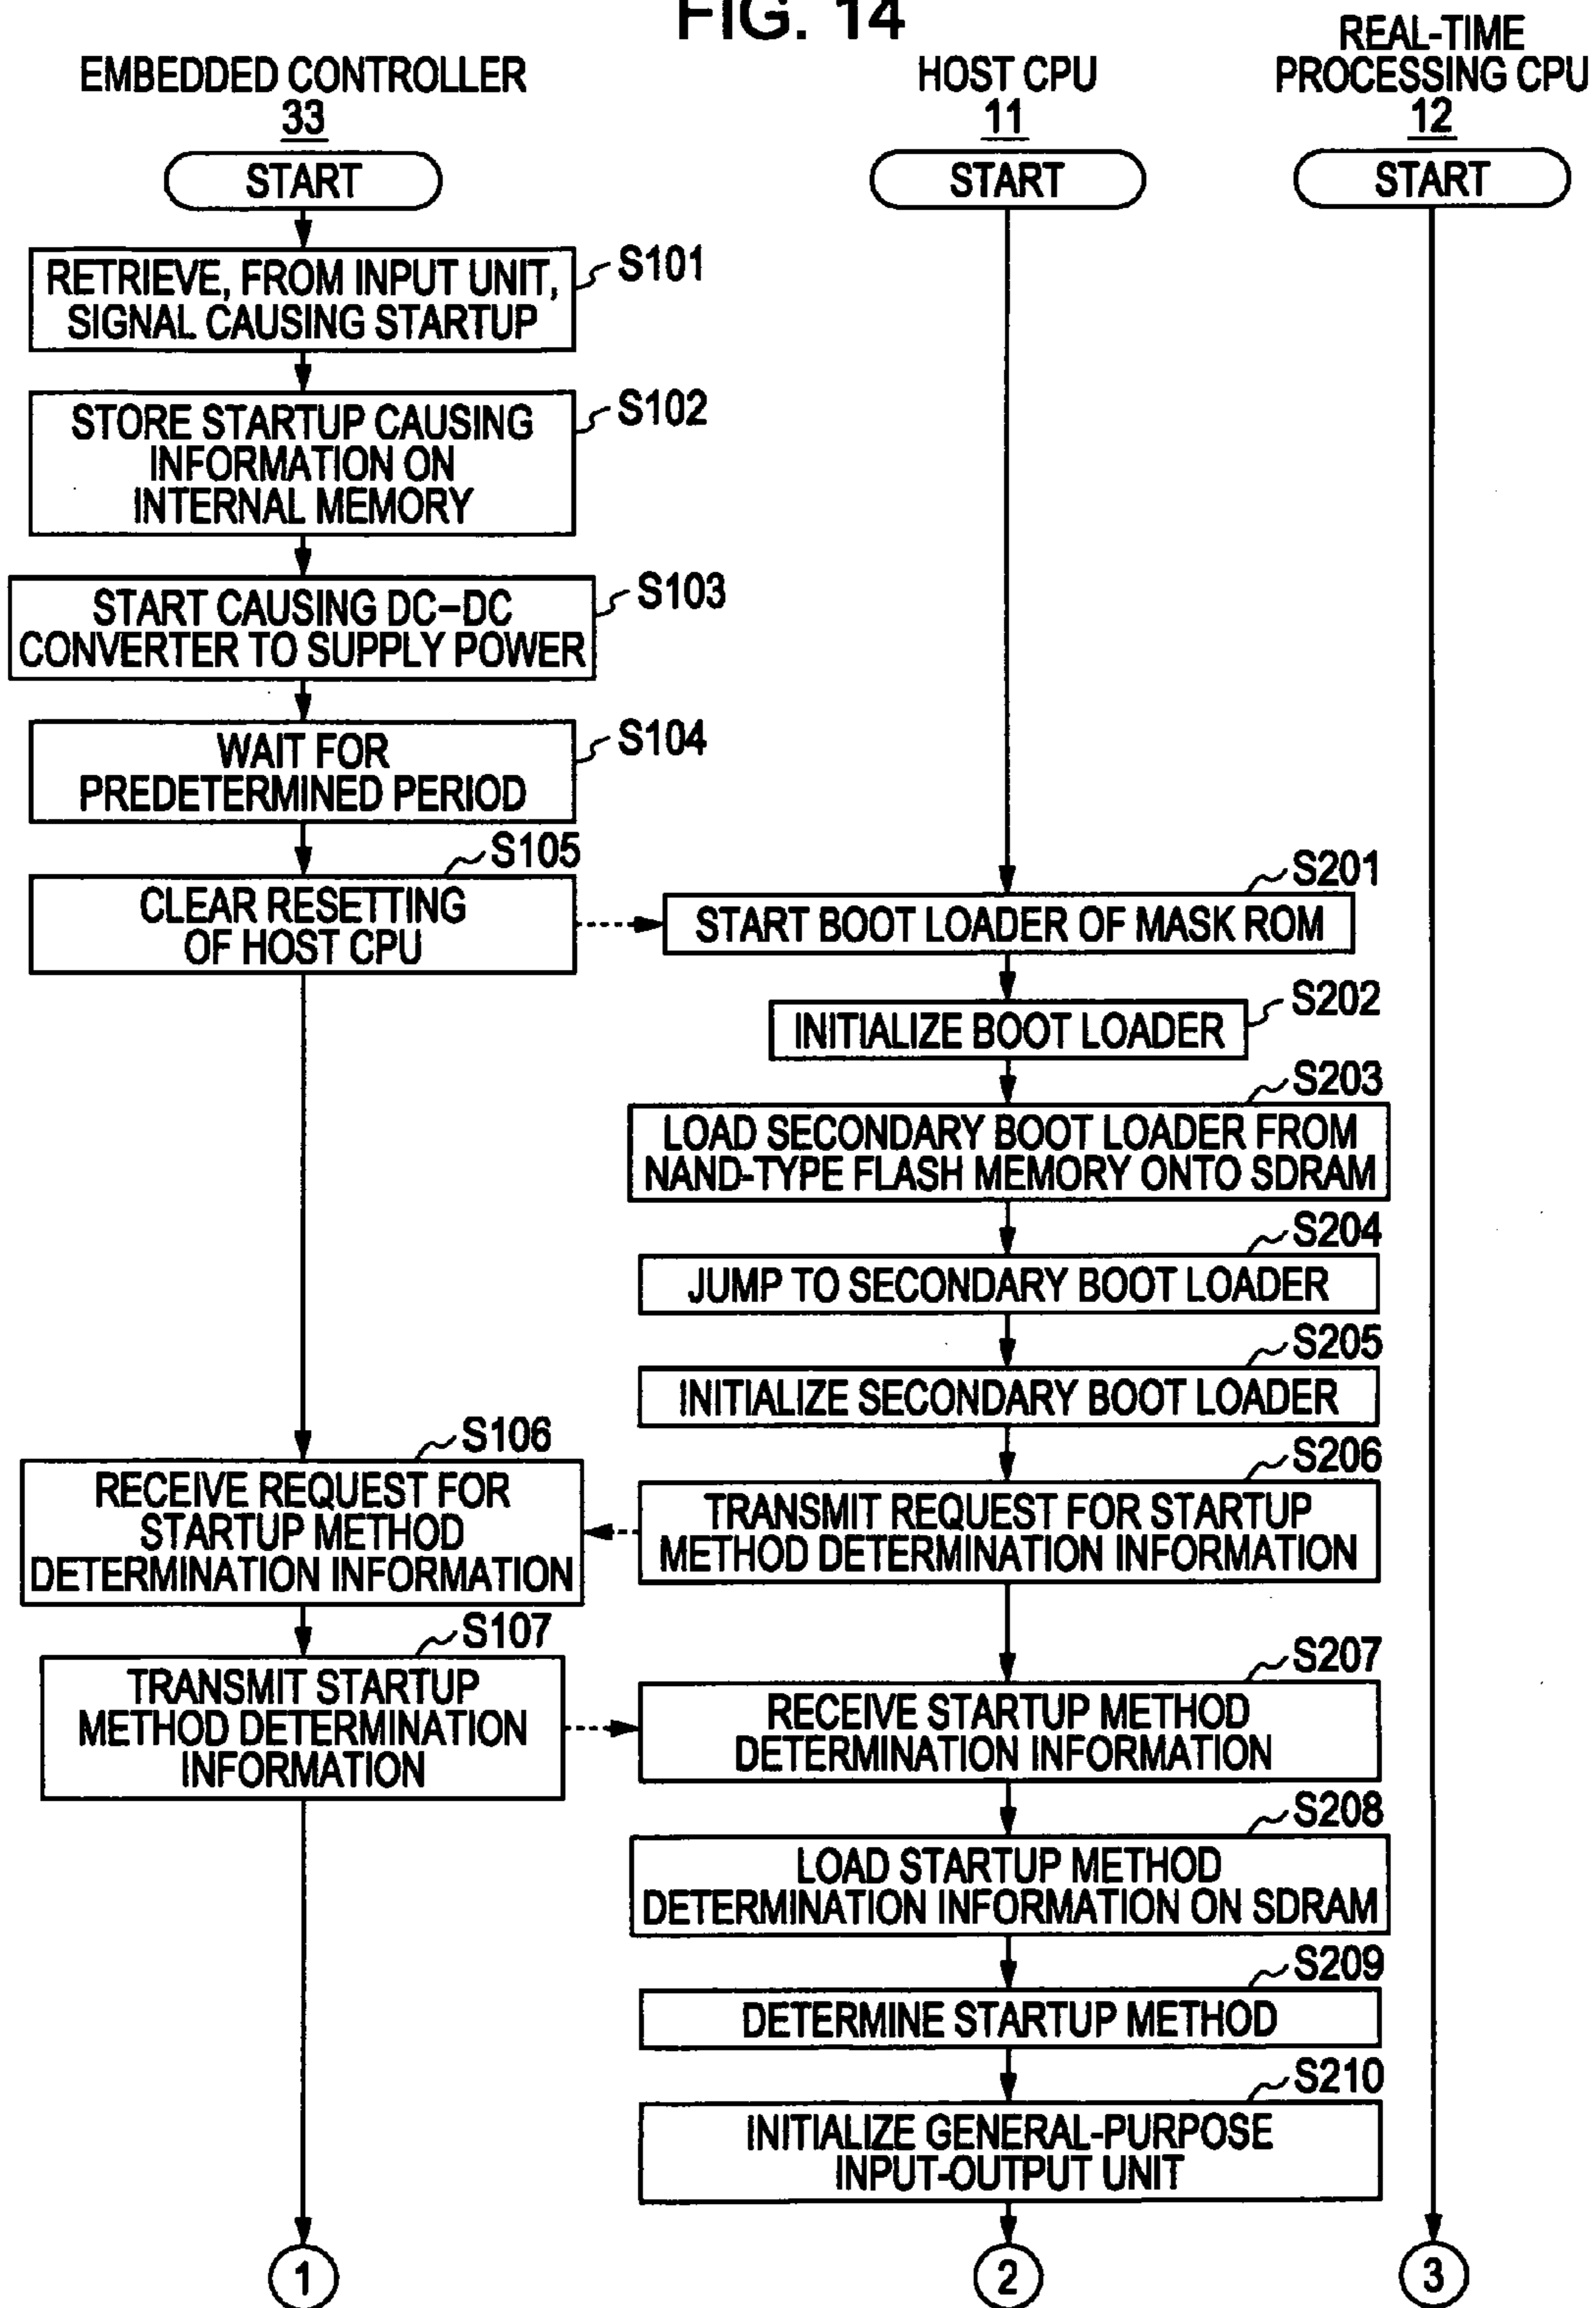 FIG. 14
EMBEDDED CONTROLLER
33
HOST CPU
11
REAL-TIME
PROCESSING CPU
12
START
START
START
RETRIEVE, FROM INPUT UNIT,
SIGNAL CAUSING STARTUP
S101
STORE STARTUP CAUSING
INFORMATION ON
INTERNAL MEMORY
S102
START CAUSING DC-DC
CONVERTER TO SUPPLY POWER
S103
WAIT FOR
PREDETERMINED PERIOD
S104
S105
CLEAR RESETTING
OF HOST CPU
S201
START BOOT LOADER OF MASK ROM
S202
INITIALIZE BOOT LOADER
S203
LOAD SECONDARY BOOT LOADER FROM
NAND-TYPE FLASH MEMORY ONTO SDRAM
S204
JUMP TO SECONDARY BOOT LOADER
S205
INITIALIZE SECONDARY BOOT LOADER
S106
RECEIVE REQUEST FOR
STARTUP METHOD
DETERMINATION INFORMATION
S206
TRANSMIT REQUEST FOR STARTUP
METHOD DETERMINATION INFORMATION
S107
TRANSMIT STARTUP
METHOD DETERMINATION
INFORMATION
S207
RECEIVE STARTUP METHOD
DETERMINATION INFORMATION
S208
LOAD STARTUP METHOD
DETERMINATION INFORMATION ON SDRAM
S209
DETERMINE STARTUP METHOD
S210
INITIALIZE GENERAL-PURPOSE
INPUT-OUTPUT UNIT
1
2
3